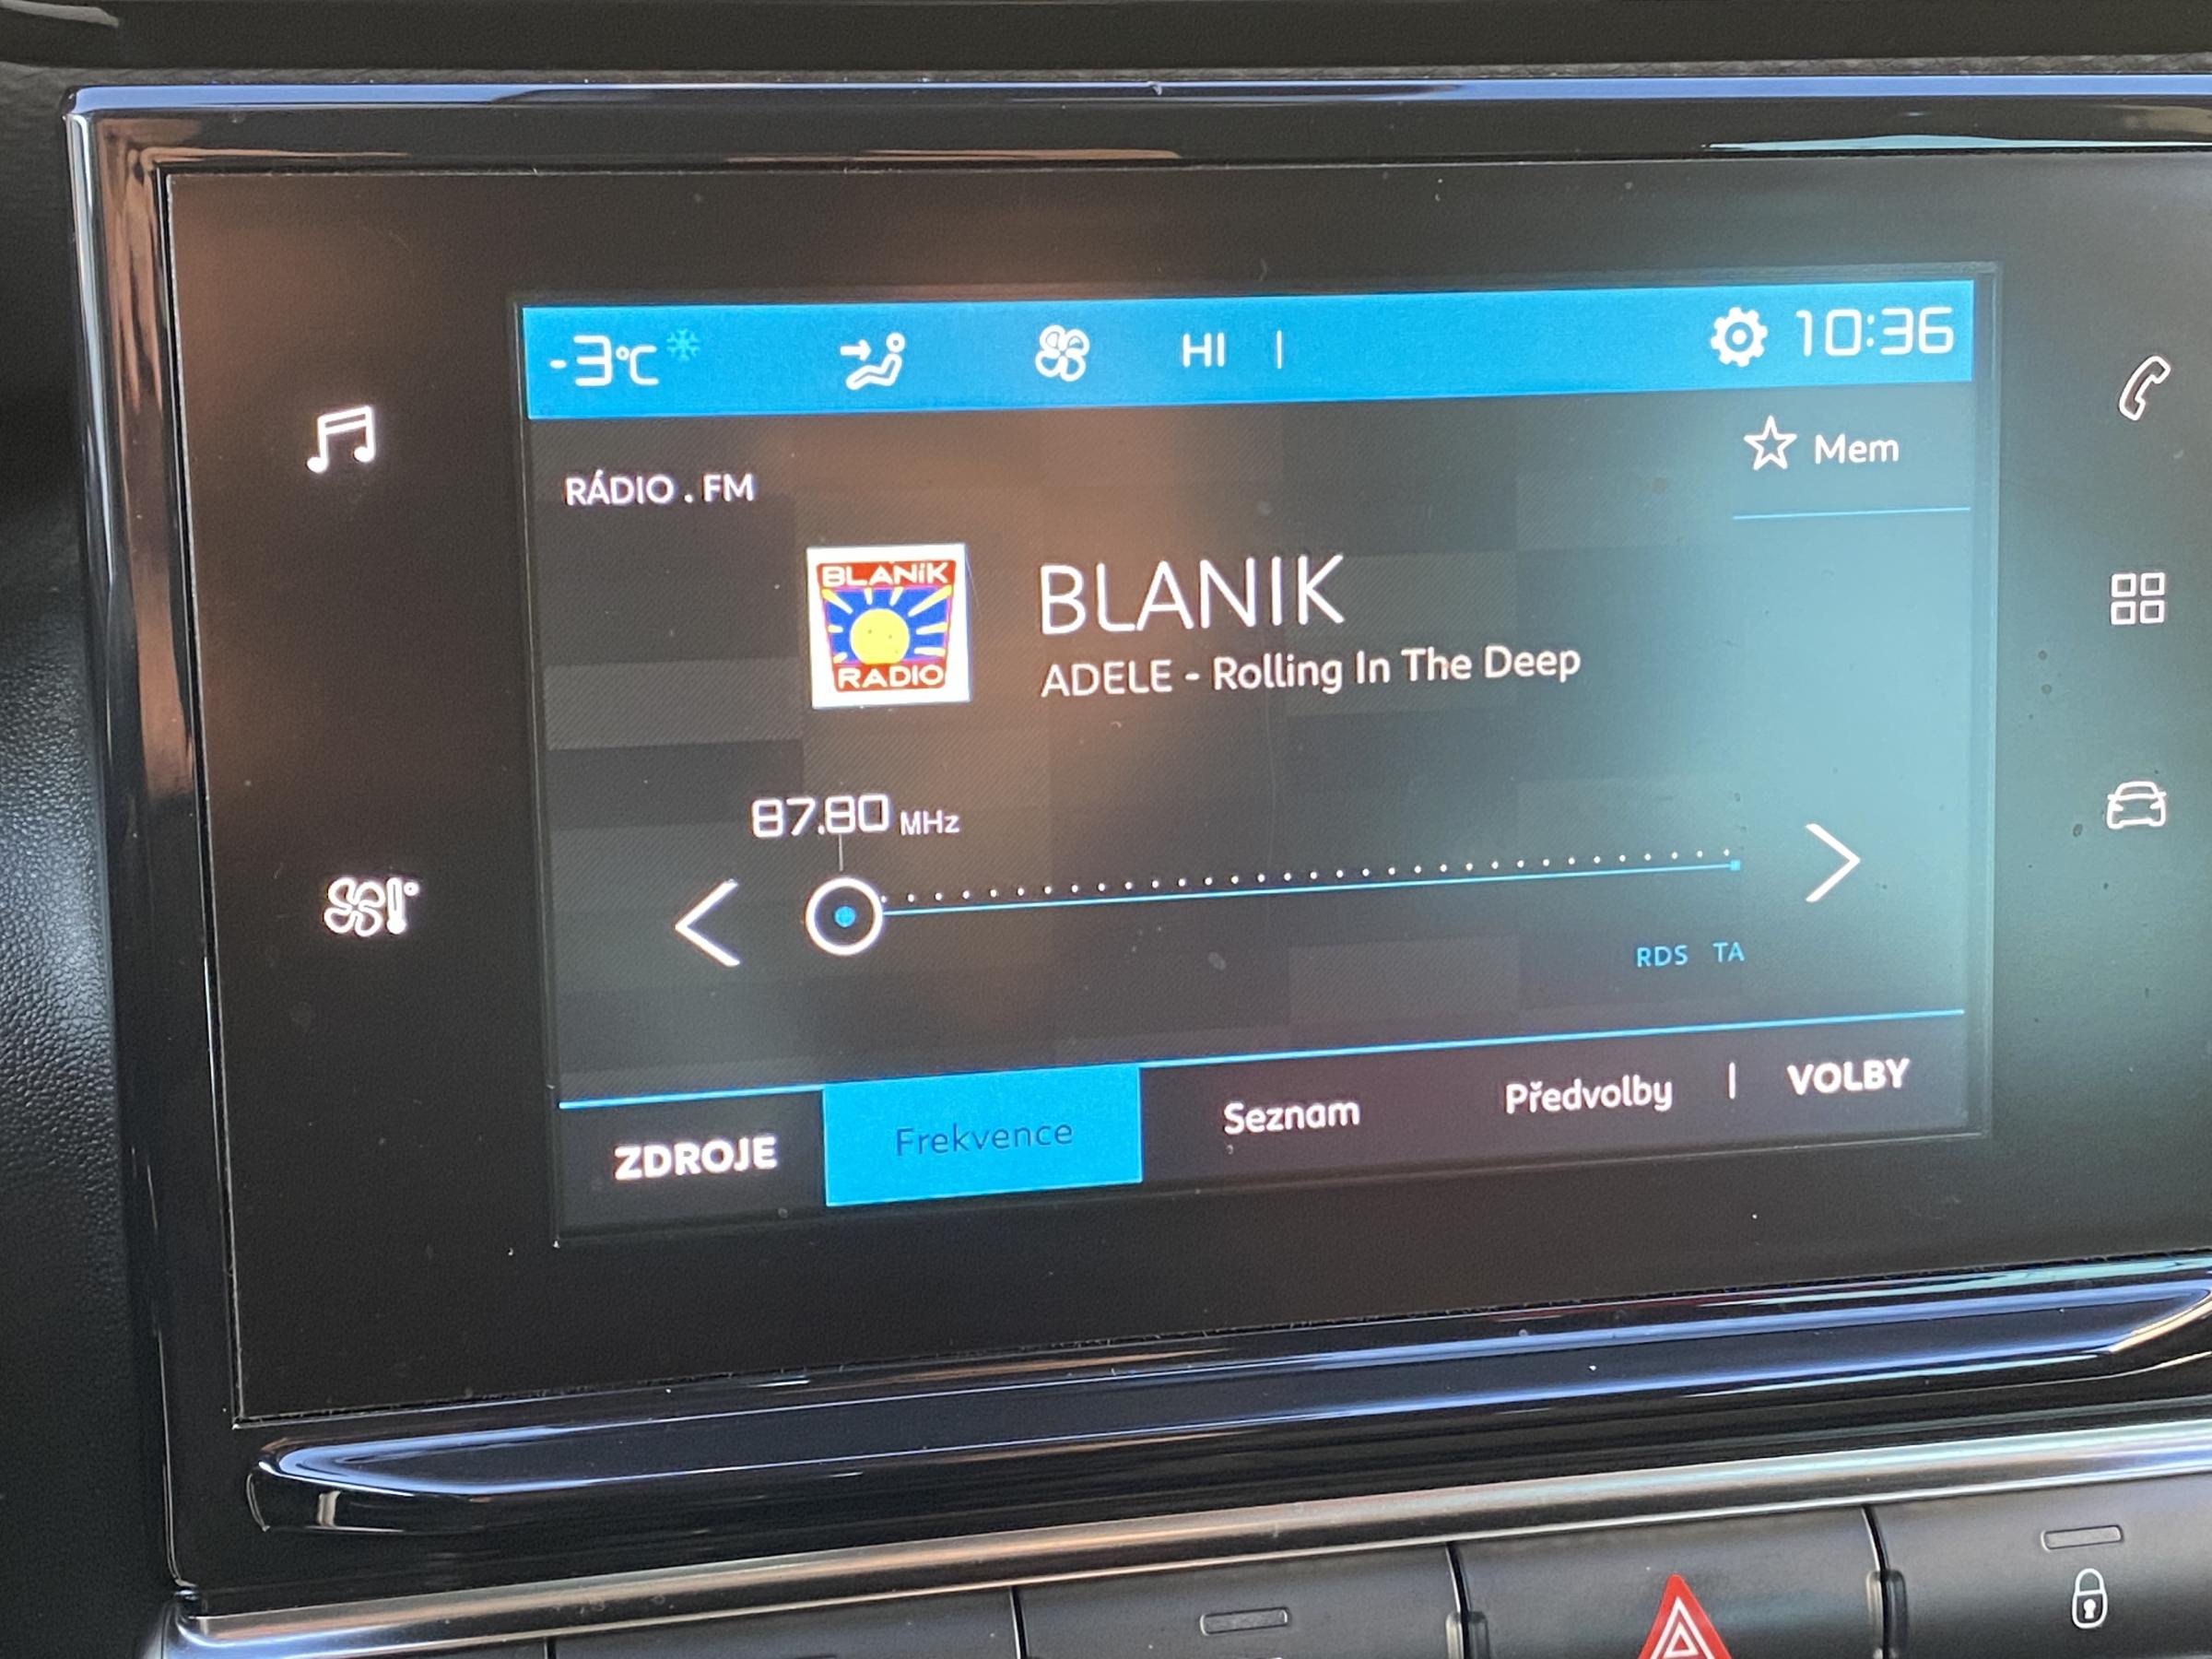 -3°C HI | 10:36
Mem
RÁDIO . FM
BLANiK
RADIO
BLANIK
ADELE - Rolling In The Deep
87.80 MHz
RDS TA
ZDROJE Frekvence Seznam Předvolby | VOLBY